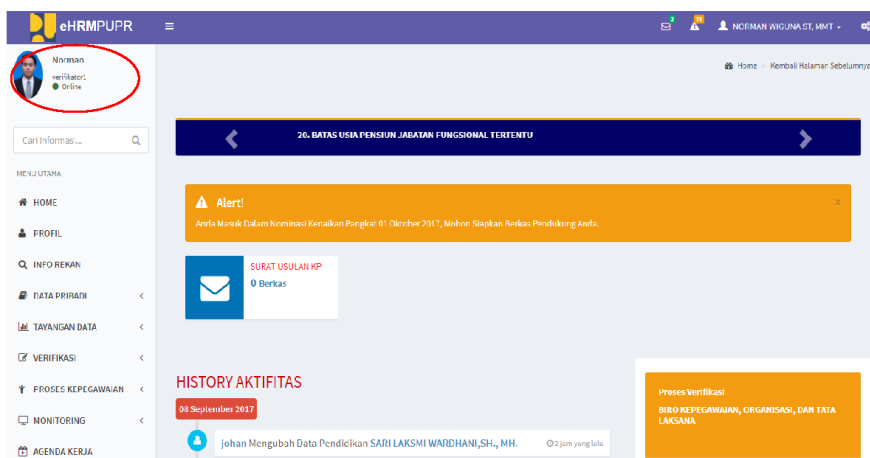 eHRMPUPR
2
78
NORMAN WIGUNA ST, MMT
Norman
verifikator1
Online
Home > Kembali Halaman Sebelumnya
Cari Informasi...
20. BATAS USIA PENSIUN JABATAN FUNGSIONAL TERTENTU
MENU UTAMA
HOME
PROFIL
INFO REKAN
DATA PRIBADI
TAYANGAN DATA
VERIFIKASI
PROSES KEPEGAWAIAN
MONITORING
AGENDA KERJA
Alert!
x
Anda Masuk Dalam Nominasi Kenaikan Pangkat 01 Oktober 2017, Mohon Siapkan Berkas Pendukung Anda.
SURAT USULAN KP
0 Berkas
HISTORY AKTIFITAS
08 September 2017
johan Mengubah Data Pendidikan SARI LAKSMI WARDHANI,SH., MH.
2 jam yang lalu
Proses Verifikasi
BIRO KEPEGAWAIAN, ORGANISASI, DAN TATA
LAKSANA